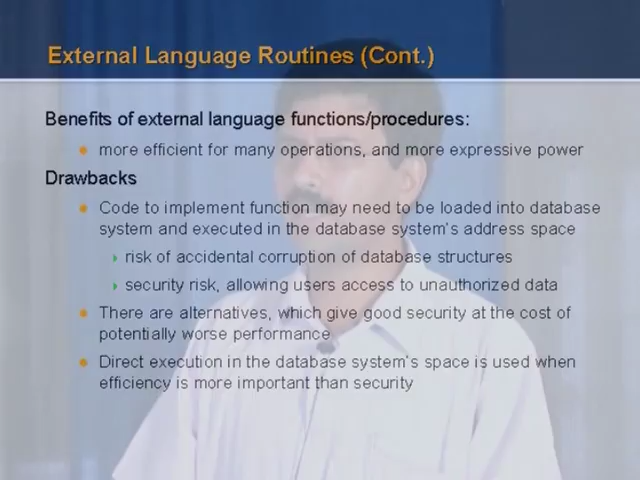 External Language Routines (Cont.)
Benefits of external language functions/procedures:
more efficient for many operations, and more expressive power
Drawbacks
Code to implement function may need to be loaded into database
system and executed in the database system's address space
risk of accidental corruption of database structures
security risk, allowing users access to unauthorized data
There are alternatives, which give good security at the cost of
potentially worse performance
Direct execution in the database system's space is used when
efficiency is more important than security